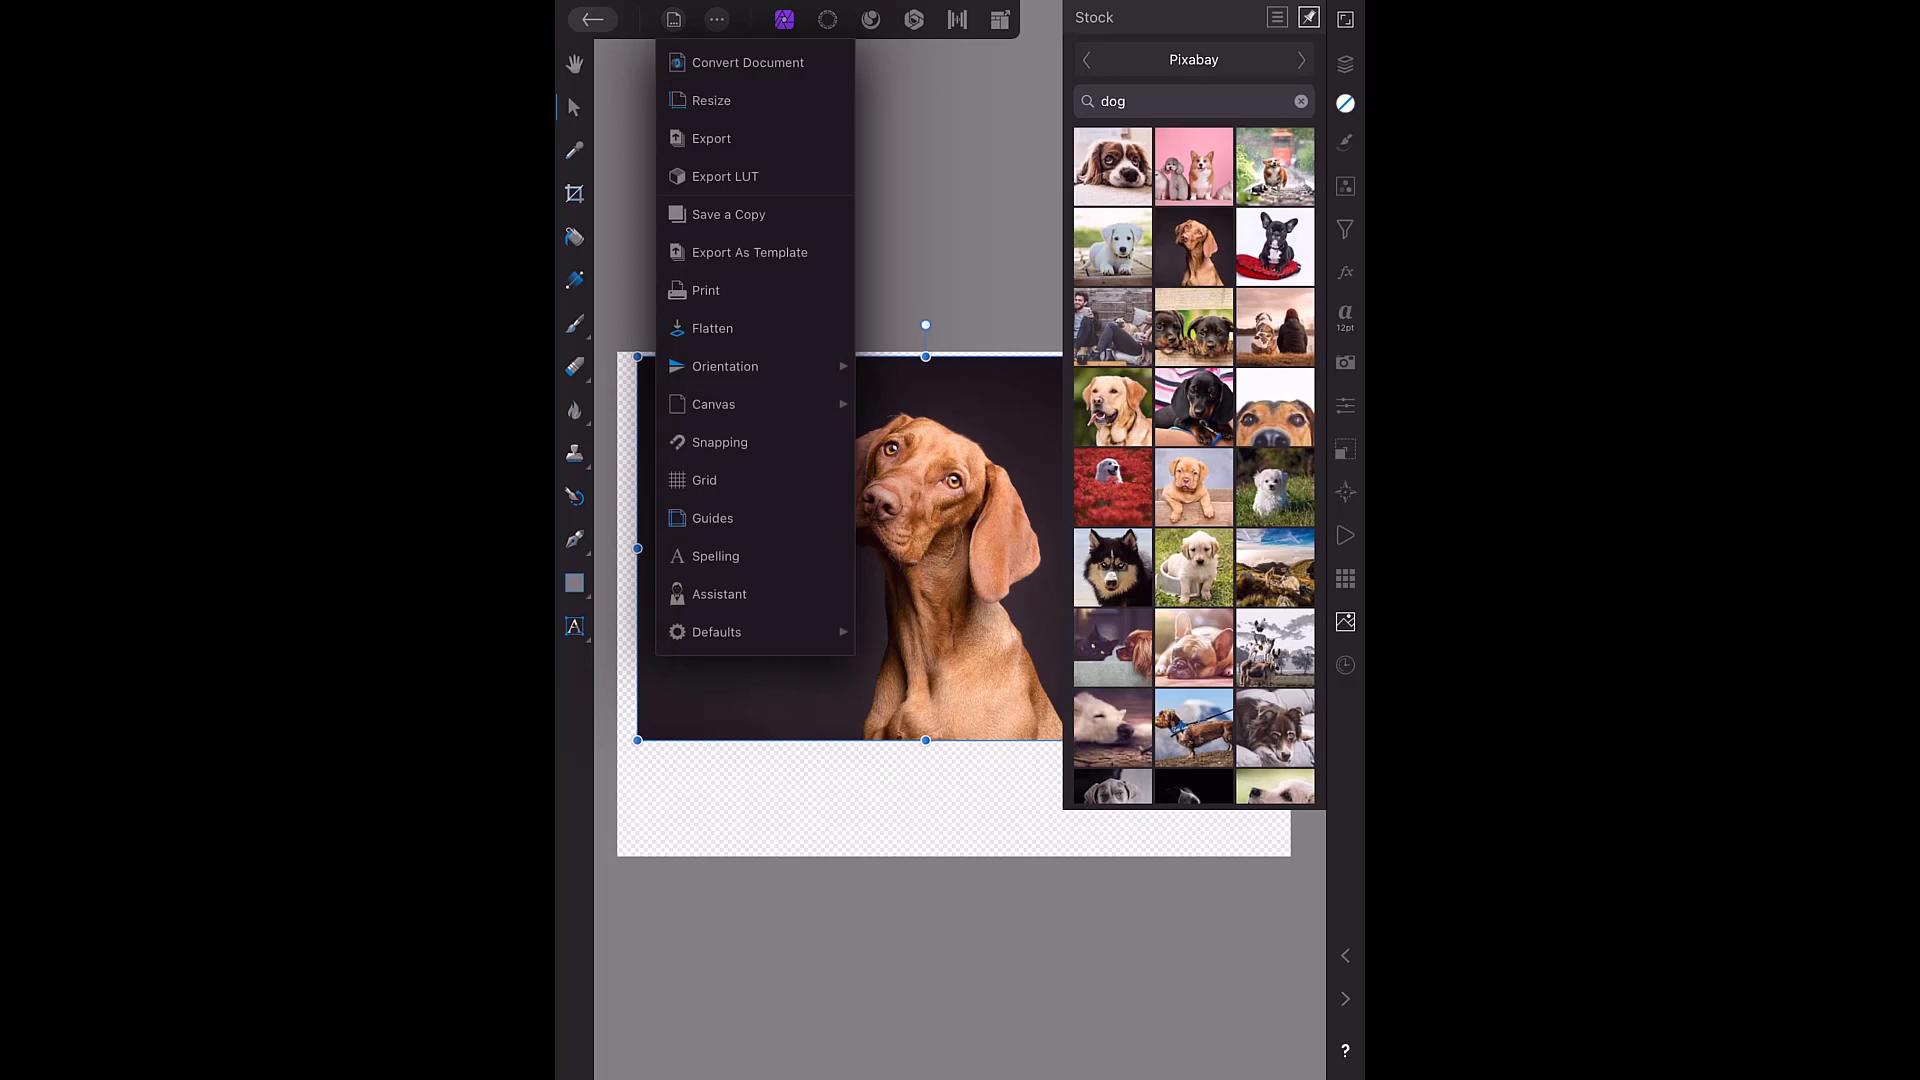 Stock
Convert Document
Resize
Export
Export LUT
Save a Copy
Export As Template
Print
Flatten
Orientation
Canvas
Snapping
Grid
Guides
Spelling
Assistant
Defaults
A
Pixabay
dog
fx
a
12pt
?